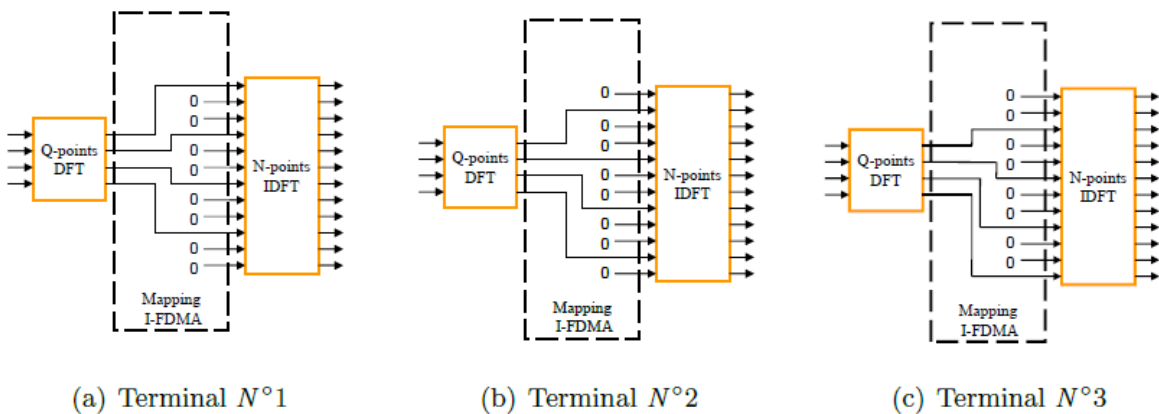 0
0
Q-points
DFT
0
0
0
0
0
0
N-points
IDFT
Mapping
I-FDMA
(a) Terminal N°1
0
0
0
Q-points
DFT
0
0
0
0
0
N-points
IDFT
Mapping
I-FDMA
(b) Terminal N°2
0
0
0
0
Q-points
DFT
0
0
0
0
N-points
IDFT
Mapping
I-FDMA
(c) Terminal N°3